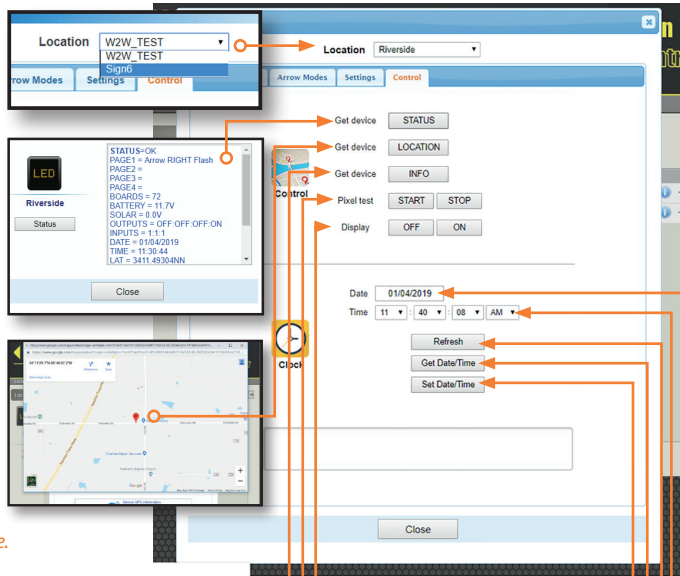 Location W2W_TEST
W2W_TEST
Sign6
rrow Modes Settings Control
Location Riverside
Arrow Modes Settings Control
Get device STATUS
Get device LOCATION
Get device INFO
Control
Pixel test START STOP
Display OFF ON
LED
Riverside
Status
STATUS=OK
PAGE1 = Arrow RIGHT Flash
PAGE2 =
PAGE3 =
PAGE4 =
BOARDS = 72
BATTERY = 11.7V
SOLAR = 0.0V
OUTPUTS = OFF:OFF:OFF:ON
INPUTS = 1:1:1
DATE = 01/04/2019
TIME = 11:30:44
LAT = 3411.49304NN
Close
Date 01/04/2019
Time 11 : 40 : 08 AM
Clock
Refresh
Get Date/Time
Set Date/Time
Google
Close
e.